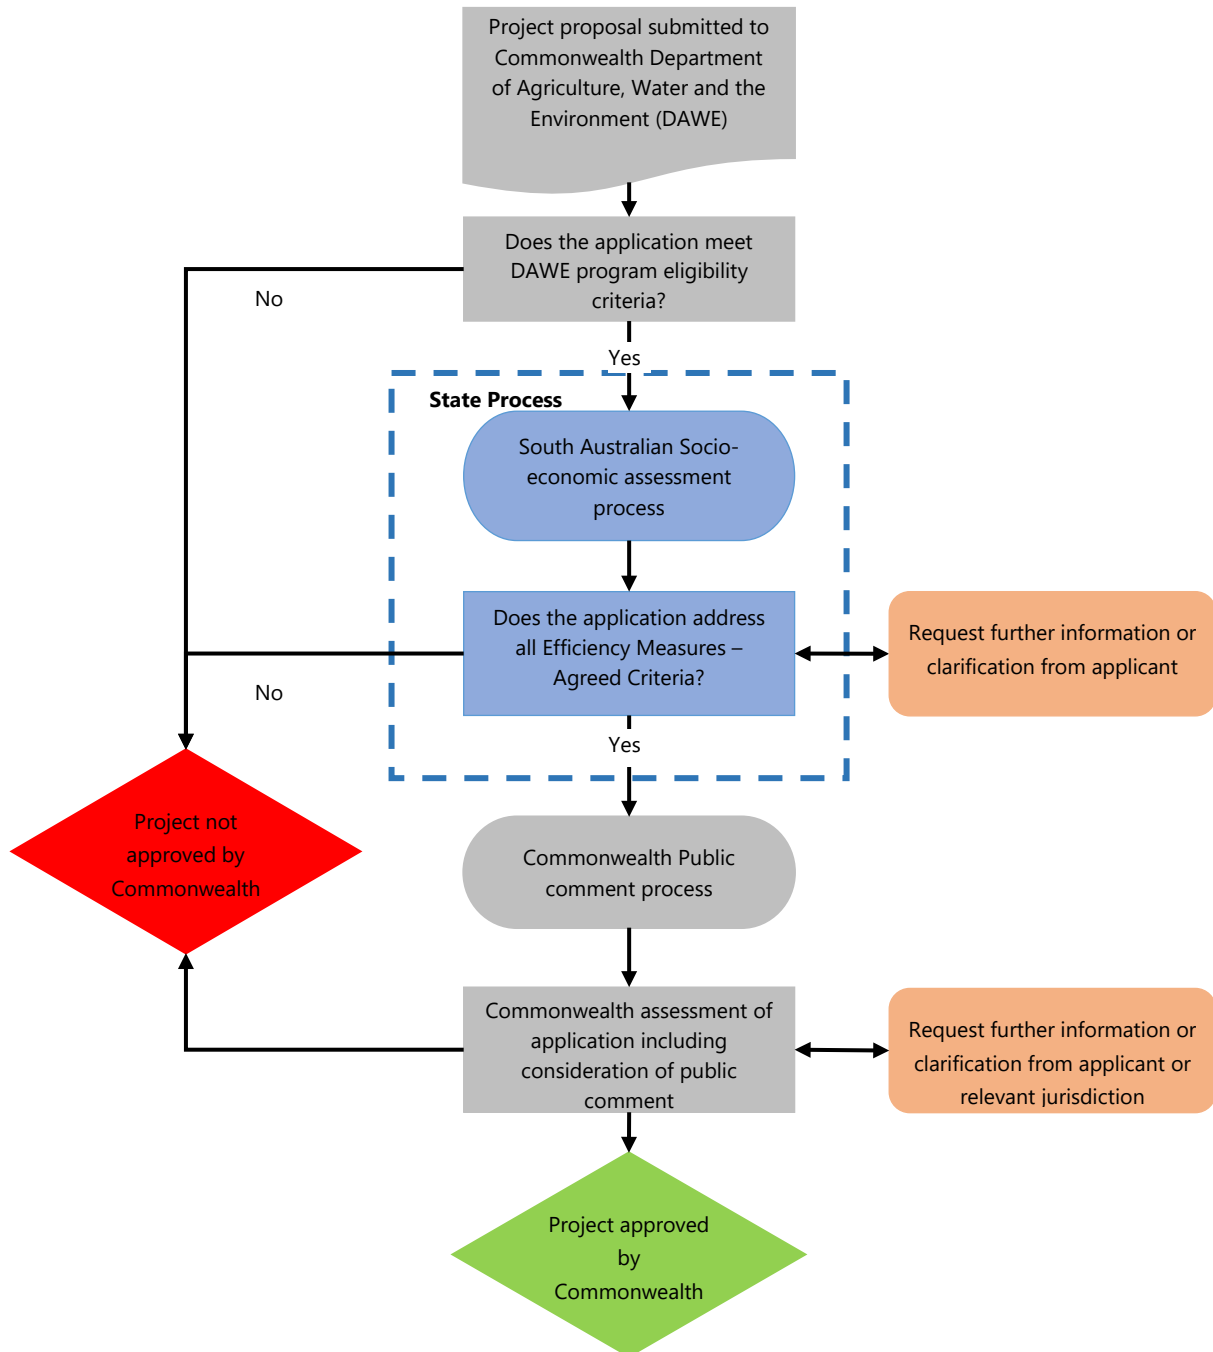 Project proposal submitted to
Commonwealth Department
of Agriculture, Water and the
Environment (DAWE)
Does the application meet
DAWE program eligibility
criteria?
No
Yes
State Process
South Australian Socio-
economic assessment
process
Does the application address
all Efficiency Measures –
Agreed Criteria?
Request further information or
clarification from applicant
No
Yes
Project not
approved by
Commonwealth
Commonwealth Public
comment process
Commonwealth assessment of
application including
consideration of public
comment
Request further information or
clarification from applicant or
relevant jurisdiction
Project approved
by
Commonwealth